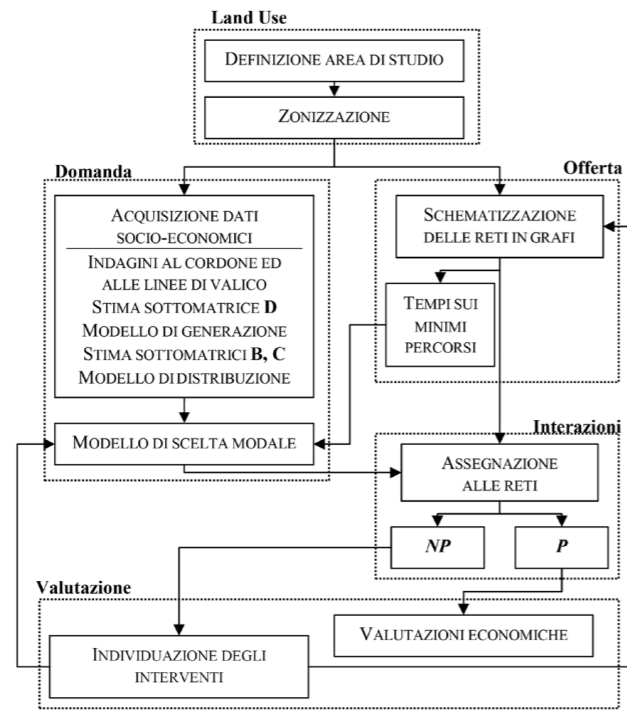 Land Use
DEFINIZIONE AREA DI STUDIO
ZONIZZAZIONE
Domanda
Offerta
ACQUISIZIONE DATI
SOCIO-ECONOMICI
INDAGINI AL CORDONE ED
ALLE LINEE DI VALICO
STIMA SOTTOMATRICE D
MODELLO DI GENERAZIONE
STIMA SOTTOMATRICI B, C
MODELLO DI DISTRIBUZIONE
SCHEMATIZZAZIONE
DELLE RETI IN GRAFI
TEMPI SUI
MINIMI
PERCORSI
MODELLO DI SCELTA MODALE
Interazioni
ASSEGNAZIONE
ALLE RETI
NP
P
Valutazione
VALUTAZIONI ECONOMICHE
INDIVIDUAZIONE DEGLI
INTERVENTI